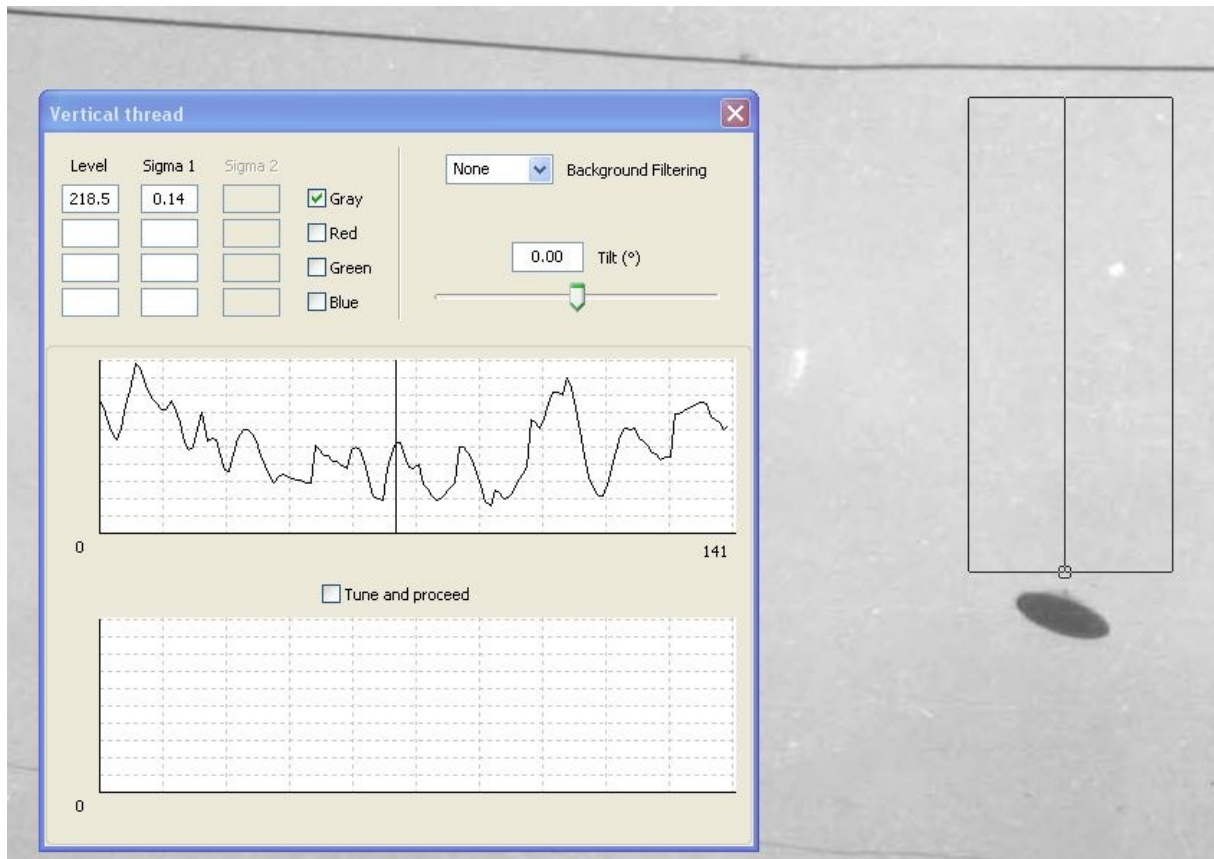 Vertical thread
Level Sigma 1 Sigma 2
None Background Filtering
218.5 0.14 Gray
Red
0.00 Tilt (°)
Green
Blue
0 141
Tune and proceed
0